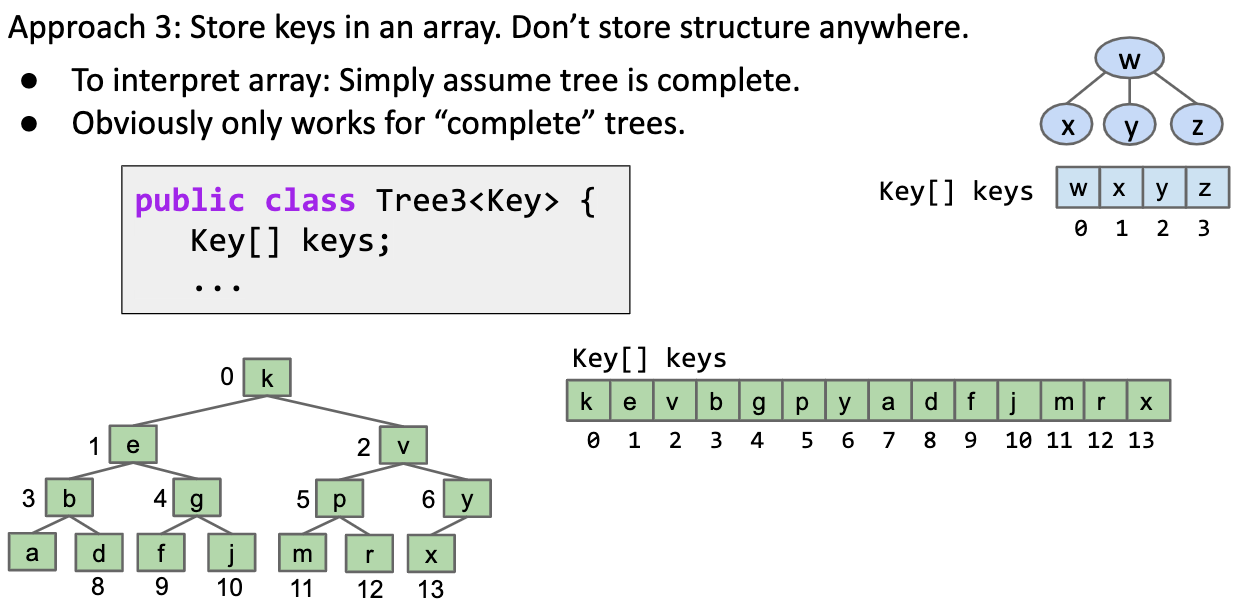 Approach 3: Store keys in an array. Don’t store structure anywhere.
● To interpret array: Simply assume tree is complete.
● Obviously only works for “complete” trees.
w
x y z
Key[] keys w x y z
0 1 2 3
public class Tree3<Key> {
Key[] keys;
...
0 k
1 e 2 v
3 b 4 g 5 p 6 y
a d f j m r x
8 9 10 11 12 13
Key[] keys
k e v b g p y a d f j m r x
0 1 2 3 4 5 6 7 8 9 10 11 12 13